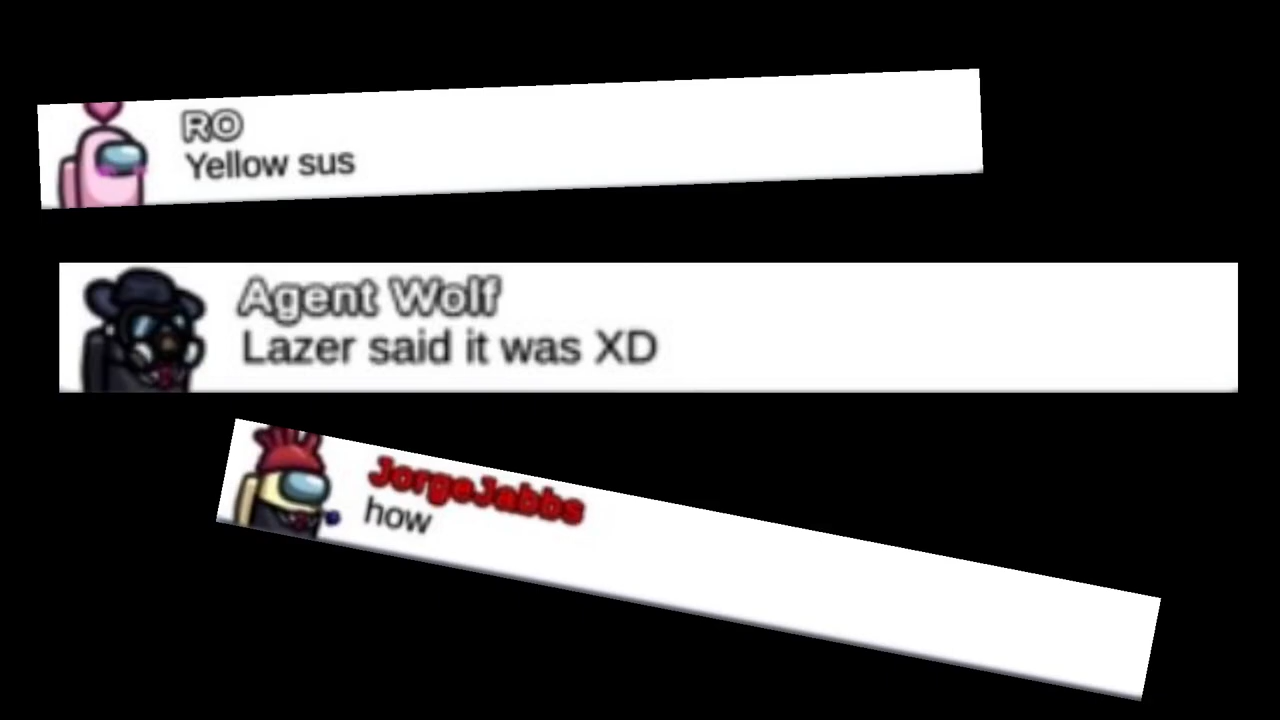 RO
Yellow sus
Agent Wolf
Lazer said it was XD
JorgeJabbs
how